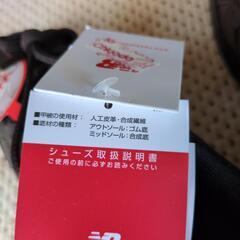 ●甲被の使用材： 人工皮革・合成繊維
●底材の種類： アウトソール：ゴム底
ミッドソール：合成底
シューズ取扱説明書
ご使用の前に必ずお読みください